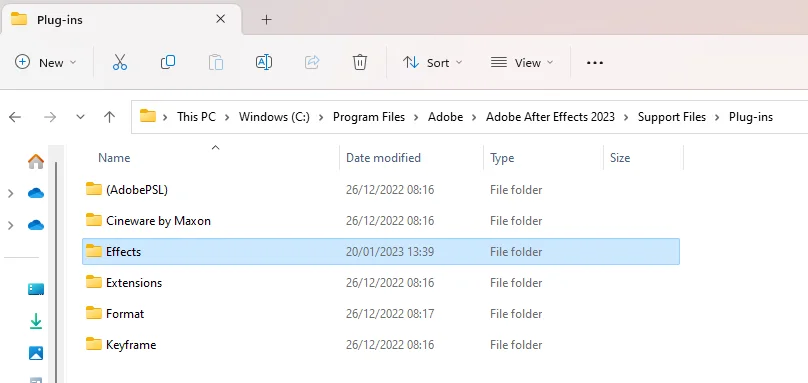 Plug-ins
New Sort View
This PC Windows (C:) Program Files Adobe Adobe After Effects 2023 Support Files Plug-ins
Name Date modified Type Size
(AdobePSL) 26/12/2022 08:16 File folder
Cineware by Maxon 26/12/2022 08:16 File folder
Effects 20/01/2023 13:39 File folder
Extensions 26/12/2022 08:16 File folder
Format 26/12/2022 08:17 File folder
Keyframe 26/12/2022 08:16 File folder